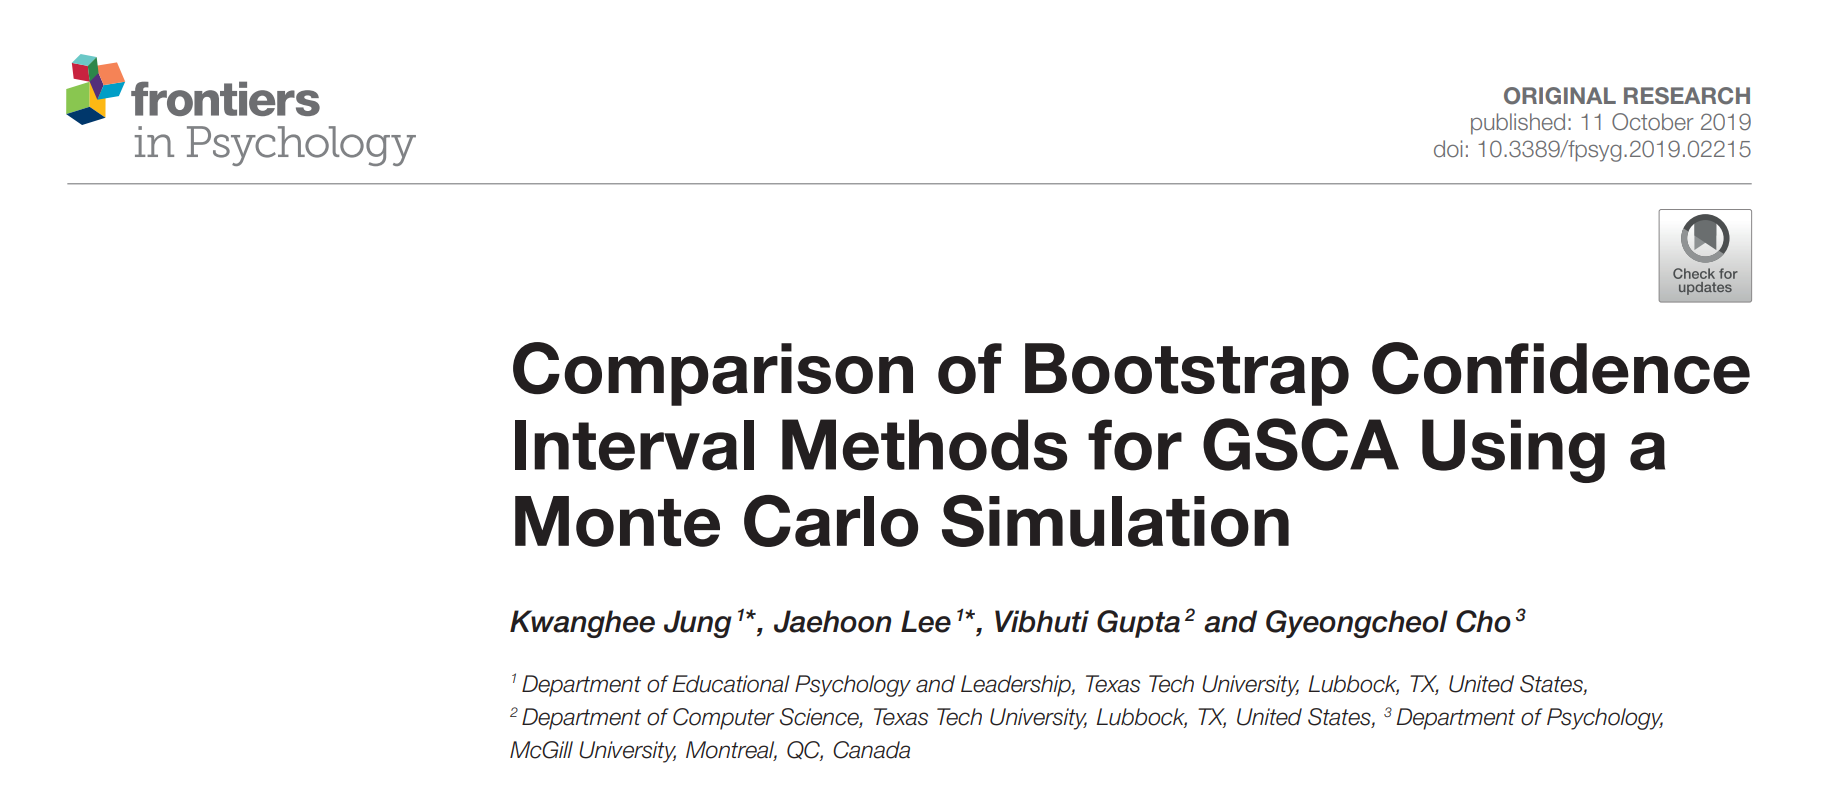 frontiers
in Psychology
ORIGINAL RESEARCH
published: 11 October 2019
doi: 10.3389/fpsyg.2019.02215
Check for
updates
Comparison of Bootstrap Confidence
Interval Methods for GSCA Using a
Monte Carlo Simulation
Kwanghee Jung 1*, Jaehoon Lee 1*, Vibhuti Gupta 2 and Gyeongcheol Cho 3
1 Department of Educational Psychology and Leadership, Texas Tech University, Lubbock, TX, United States,
2 Department of Computer Science, Texas Tech University, Lubbock, TX, United States, 3 Department of Psychology,
McGill University, Montreal, QC, Canada